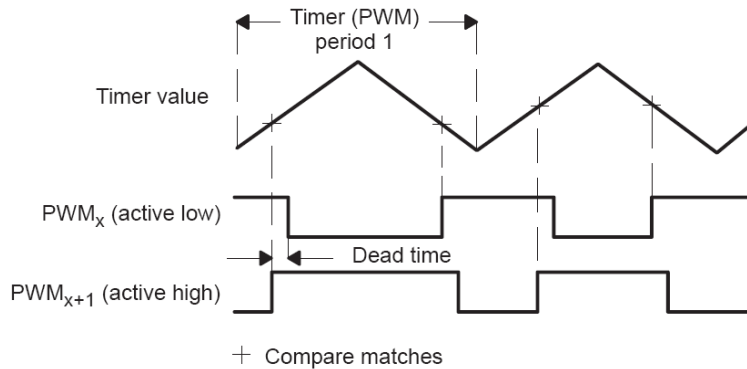 Timer (PWM)
period 1
Timer value
PWMx (active low)
Dead time
PWMx+1 (active high)
+ Compare matches